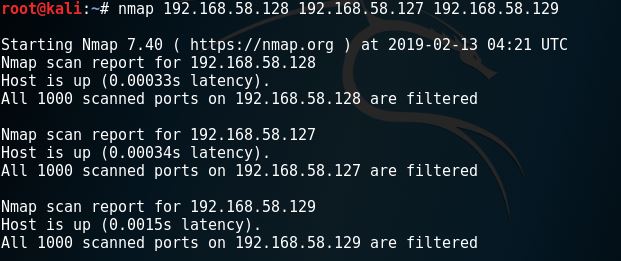 root@kali:~# nmap 192.168.58.128 192.168.58.127 192.168.58.129
Starting Nmap 7.40 ( https://nmap.org ) at 2019-02-13 04:21 UTC
Nmap scan report for 192.168.58.128
Host is up (0.00033s latency).
All 1000 scanned ports on 192.168.58.128 are filtered
Nmap scan report for 192.168.58.127
Host is up (0.00034s latency).
All 1000 scanned ports on 192.168.58.127 are filtered
Nmap scan report for 192.168.58.129
Host is up (0.0015s latency).
All 1000 scanned ports on 192.168.58.129 are filtered